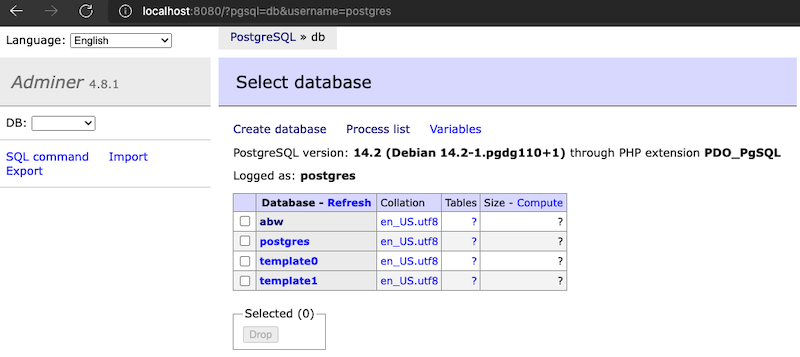 localhost:8080/?pgsql=db&username=postgres
Language: English
PostgreSQL » db
Adminer 4.8.1
Select database
DB:
SQL command Import
Export
Create database Process list Variables
PostgreSQL version: 14.2 (Debian 14.2-1.pgdg110+1) through PHP extension PDO_PgSQL
Logged as: postgres
Database - Refresh Collation Tables Size - Compute
abw en_US.utf8 ? ?
postgres en_US.utf8 ? ?
template0 en_US.utf8 ? ?
template1 en_US.utf8 ? ?
Selected (0)
Drop